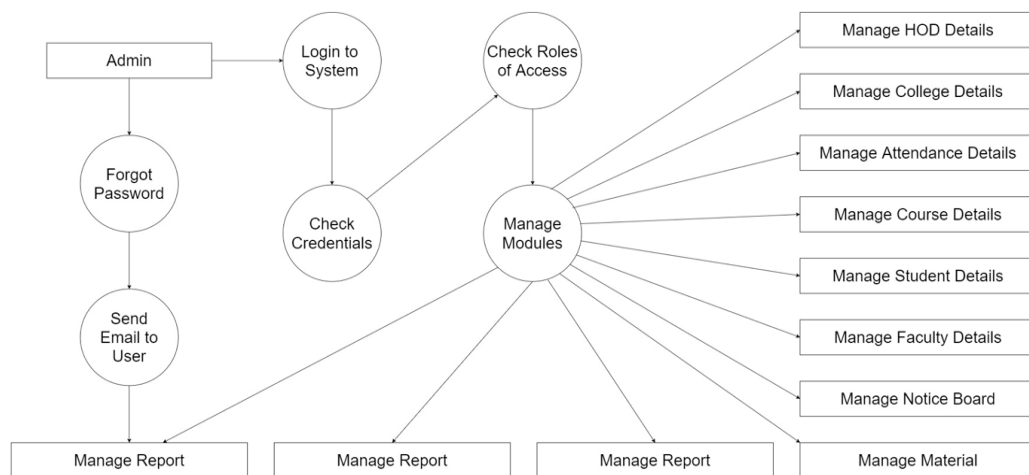 Admin
Login to
System
Check Roles
of Access
Manage HOD Details
Manage College Details
Manage Attendance Details
Forgot
Password
Check
Credentials
Manage
Modules
Manage Course Details
Manage Student Details
Send
Email to
User
Manage Faculty Details
Manage Notice Board
Manage Report
Manage Report
Manage Report
Manage Material